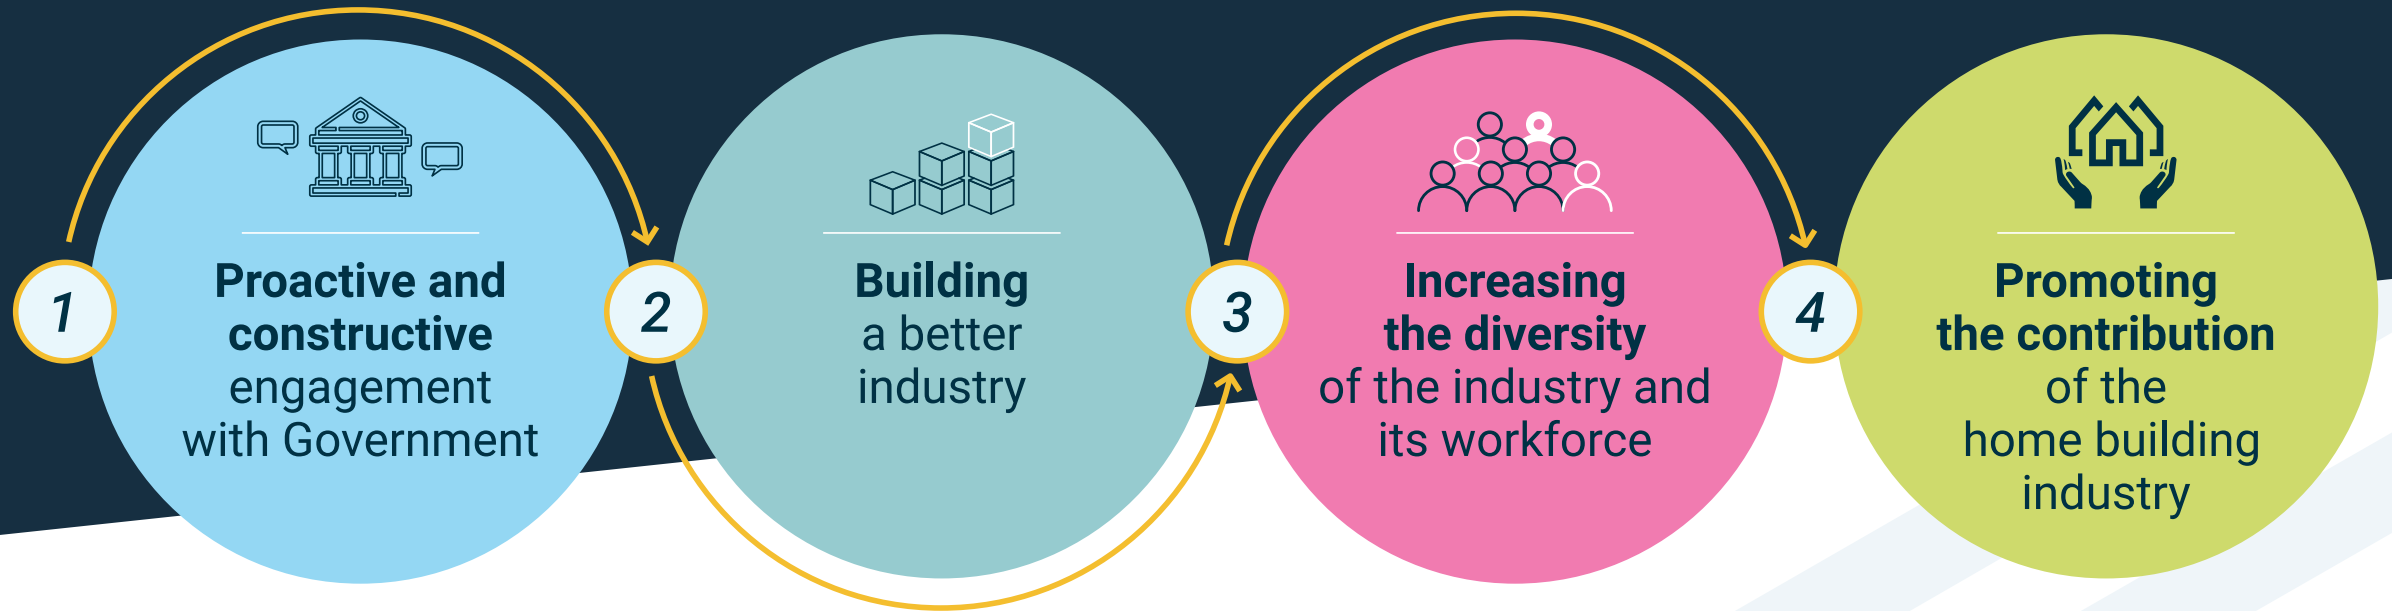 1
Proactive and
constructive
engagement
with Government
2
Building
a better
industry
3
Increasing
the diversity
of the industry and
its workforce
4
Promoting
the contribution
of the
home building
industry